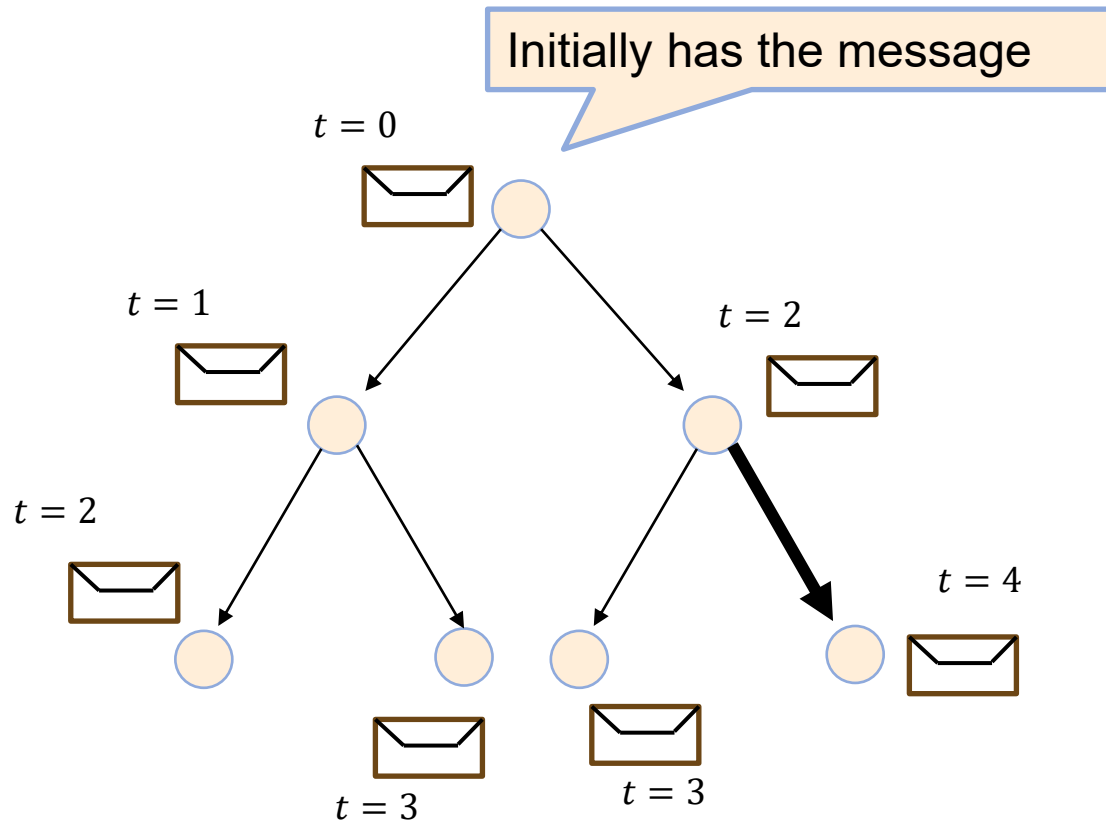 Initially has the message
t = 0
t = 1
t = 2
t = 2
t = 4
t = 3
t = 3